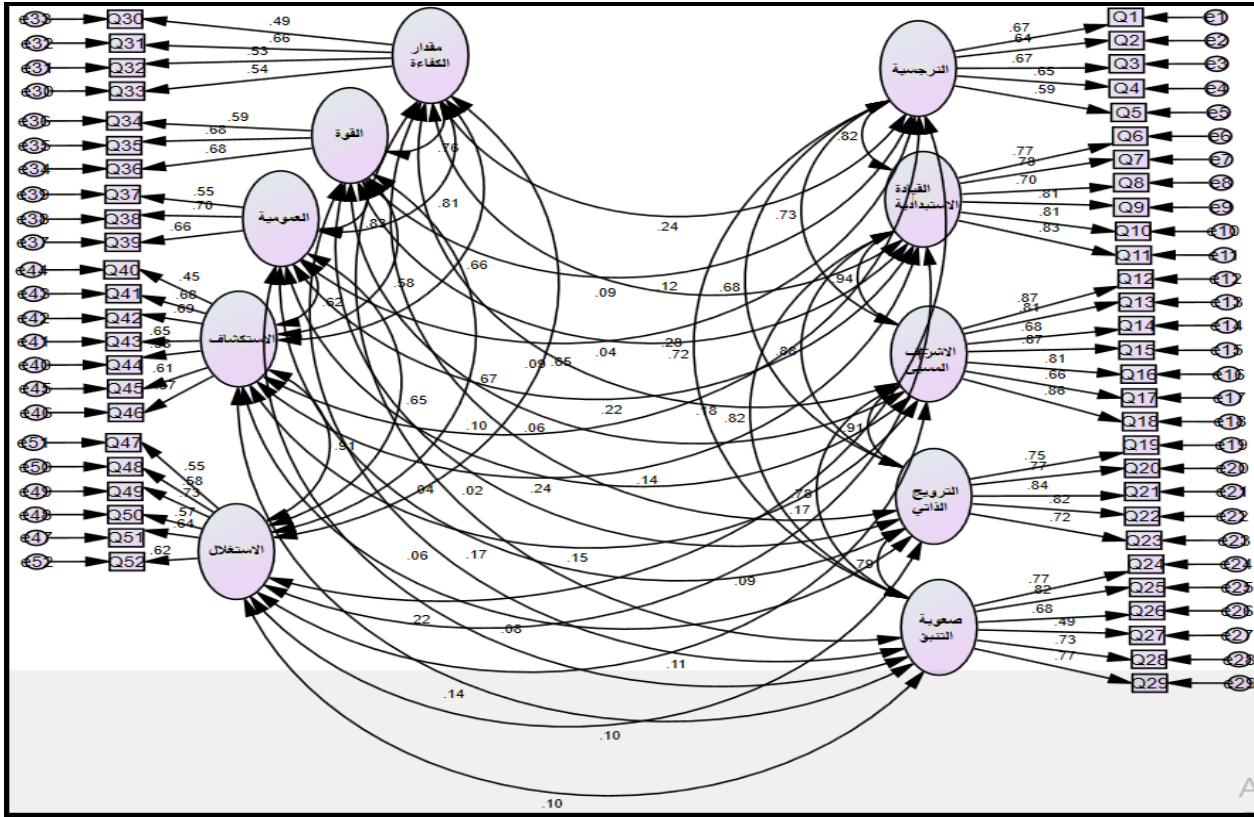 e33 Q30 .49
e32 Q31 .66
e31 Q32 .53
e30 Q33 .54
مقدار
الكفاءة
e36 Q34 .59
e35 Q35 .68
e34 Q36 .68
القوة
e39 Q37 .55
e38 Q38 .70
e37 Q39 .66
العمومية
e44 Q40 .45
e43 Q41 .68
e42 Q42 .69
e41 Q43 .65
e40 Q44
e45 Q45 .61
e46 Q46
الاستكشاف
e51 Q47 .55
e50 Q48 .58
e49 Q49 .73
e48 Q50 .57
e47 Q51 .64
e52 Q52 .62
الاستغلال
.76
.81
.83
.66
.58
.62
.67
.65
.91
.24
.09
.12
.09
.65
.04
.28
.72
.22
.10
.06
.18
.14
.04
.02
.24
.17
.06
.17
.15
.09
.22
.08
.11
.14
.10
.10
.82
.73
.68
.94
.88
.82
.91
.78
.79
النرجسية
.67 Q1 e1
.64 Q2 e2
.67 Q3 e3
.65 Q4 e4
.59 Q5 e5
القيادة
الاستبدادية
.77 Q6 e6
.78 Q7 e7
.70 Q8 e8
.81 Q9 e9
.81 Q10 e10
.83 Q11 e11
الاشراف
المسيئ
.87 Q12 e12
.81 Q13 e13
.68 Q14 e14
.67 Q15 e15
.81 Q16 e16
.66 Q17 e17
.86 Q18 e18
الترويج
الذاتي
.75 Q19 e19
.77 Q20 e20
.84 Q21 e21
.82 Q22 e22
.72 Q23 e23
صعوبة
التنبق
.77 Q24 e24
.82 Q25 e25
.68 Q26 e26
.49 Q27 e27
.73 Q28 e28
.77 Q29 e29
A